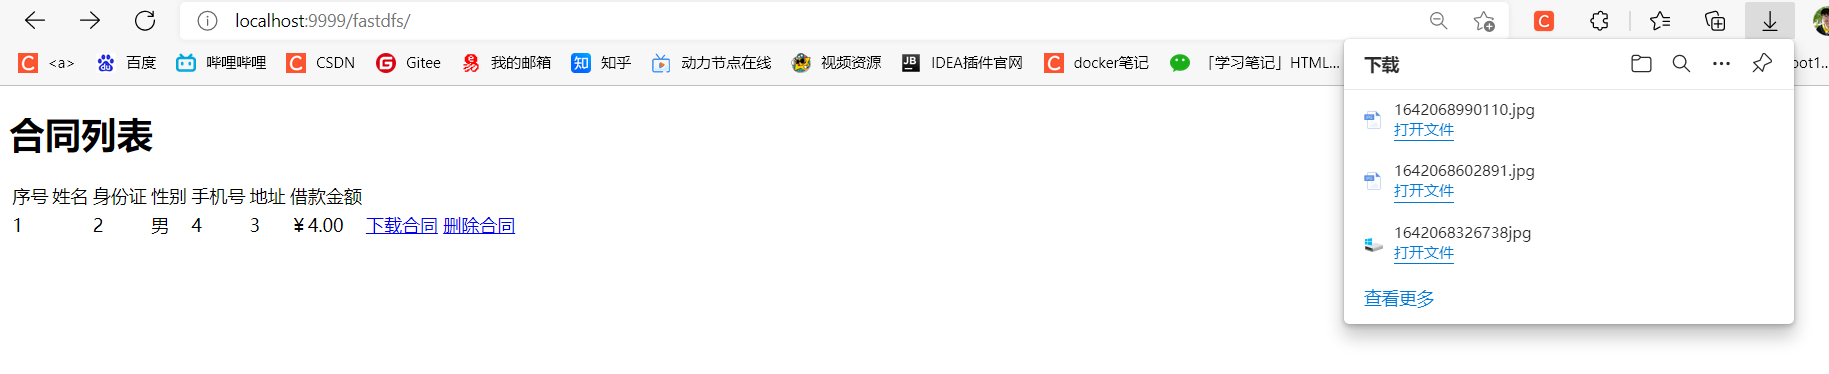 localhost:9999/fastdfs/
<a> 百度 哔哩哔哩 CSDN Gitee 我的邮箱 知乎 动力节点在线 视频资源 IDEA插件官网 docker笔记 「学习笔记」HTML... oot1...
下载
1642068990110.jpg
打开文件
1642068602891.jpg
打开文件
1642068326738jpg
打开文件
查看更多
合同列表
序号 姓名 身份证 性别 手机号 地址 借款金额
1 2 男 4 3 ¥4.00 下载合同 删除合同